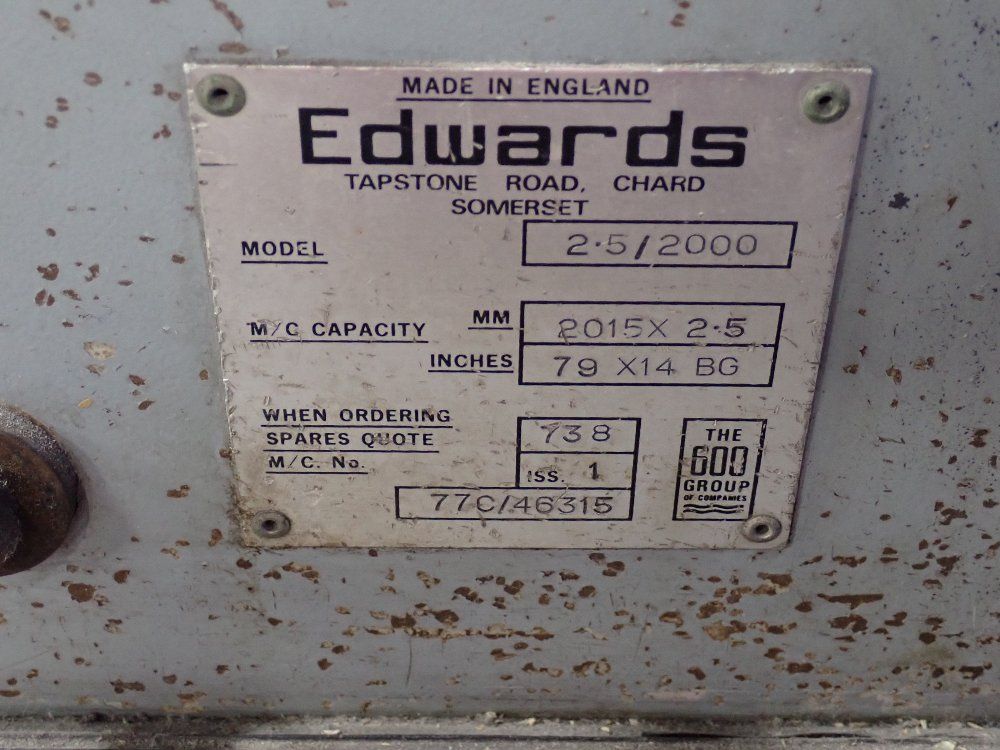 MADE IN ENGLAND
Edwards
TAPSTONE ROAD, CHARD
SOMERSET
MODEL 2·5/2000
M/C CAPACITY MM 2015X 2·5
INCHES 79 X14 BG
WHEN ORDERING
SPARES QUOTE 738
M/C. No. ISS. 1
77C/46315
THE
600
GROUP
OF COMPANIES